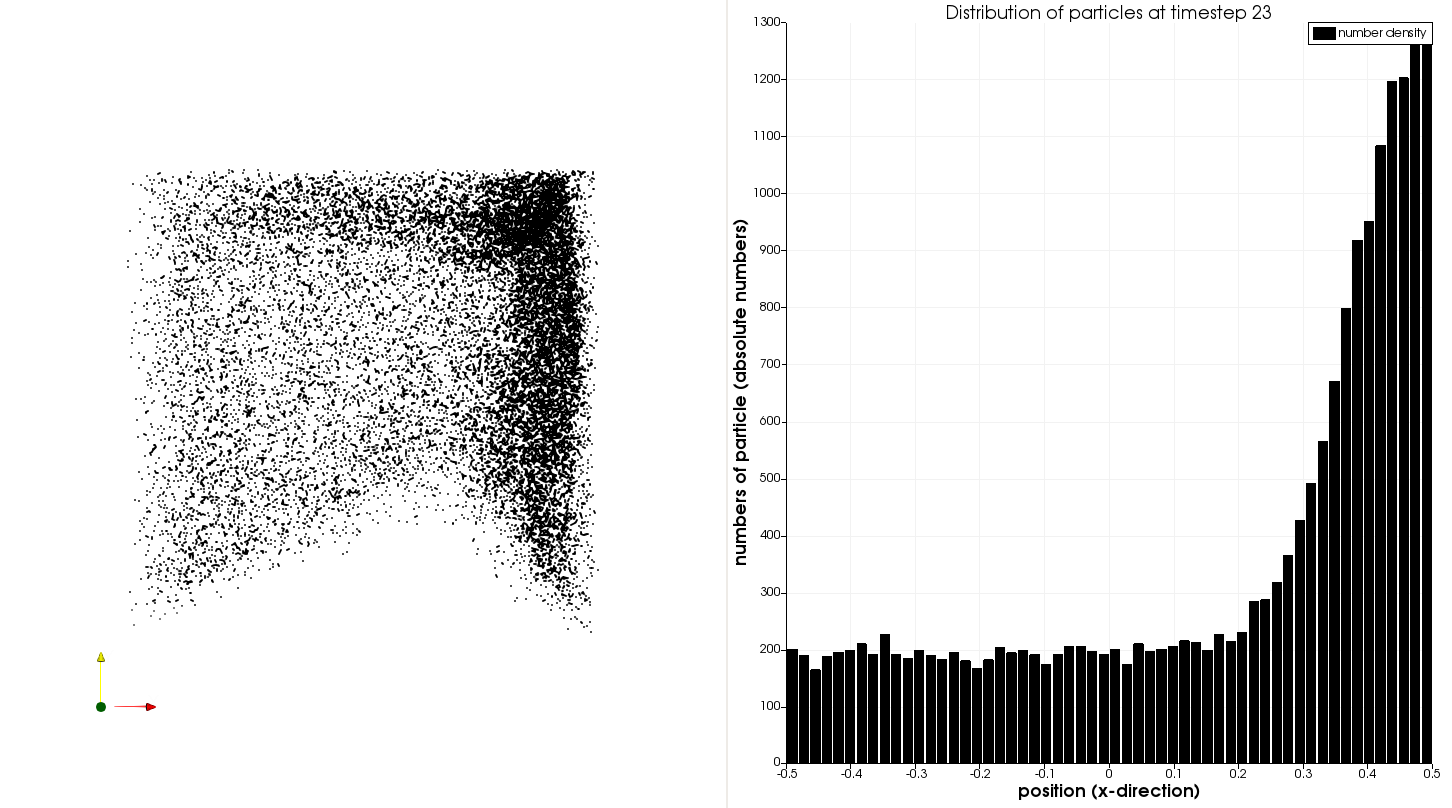 Distribution of particles at timestep 23
number density
numbers of particle (absolute numbers)
1300
1200
1100
1000
900
800
700
600
500
400
300
200
100
0
-0.5 -0.4 -0.3 -0.2 -0.1 0 0.1 0.2 0.3 0.4 0.5
position (x-direction)